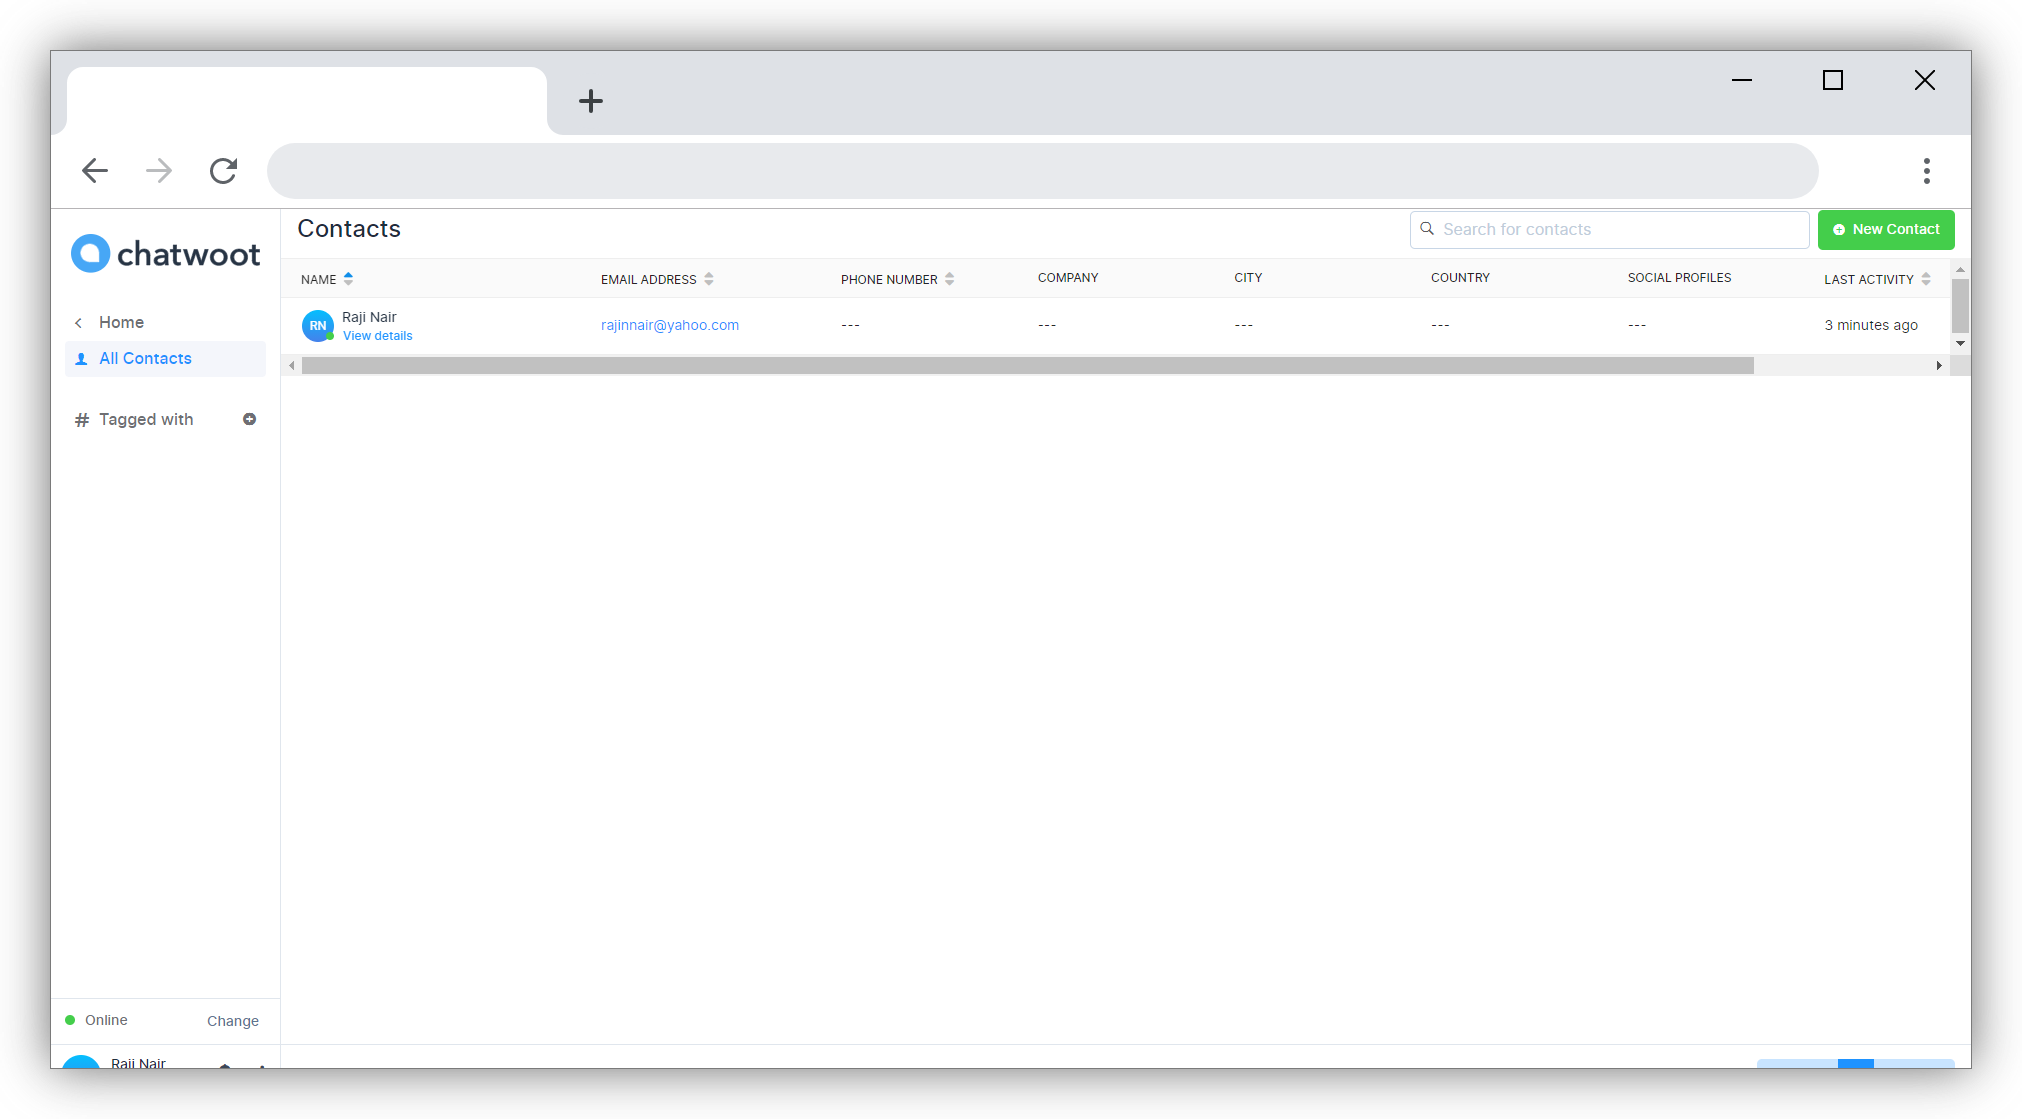 chatwoot
Home
All Contacts
# Tagged with
Contacts
Search for contacts
New Contact
NAME EMAIL ADDRESS PHONE NUMBER COMPANY CITY COUNTRY SOCIAL PROFILES LAST ACTIVITY
RN Raji Nair rajinnair@yahoo.com --- --- --- --- --- 3 minutes ago
View details
Online Change
Raji Nair